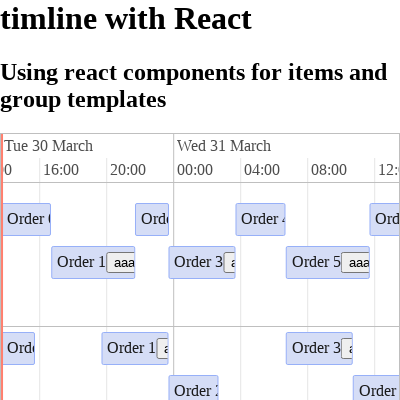 timline with React
Using react components for items and
group templates
Tue 30 March Wed 31 March
16:00 20:00 00:00 04:00 08:00 12:
Order Order
Order 1 aaa Order 3 Order 5 aaa
Order 1 Order 3
Order Order